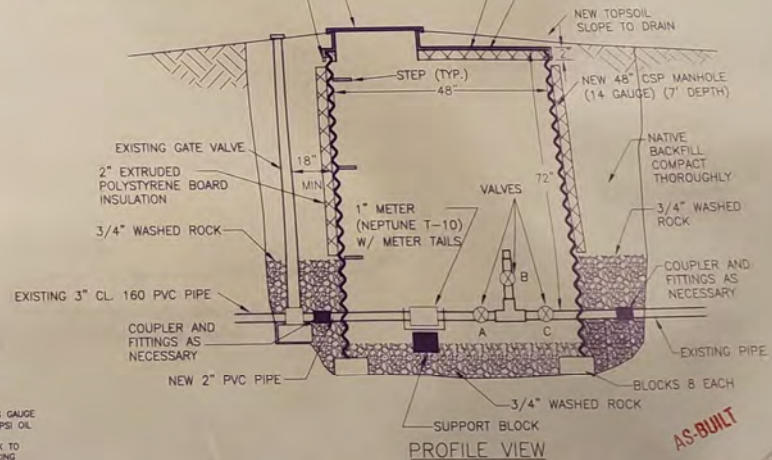 NEW TOPSOIL
SLOPE TO DRAIN
2"
STEP (TYP.)
48"
NEW 48" CSP MANHOLE
(14 GAUGE) (7' DEPTH)
EXISTING GATE VALVE
18"
MIN
2" EXTRUDED
POLYSTYRENE BOARD
INSULATION
NATIVE
BACKFILL
COMPACT
THOROUGHLY
VALVES
72"
1" METER
(NEPTUNE T-10)
W/ METER TAILS
3/4" WASHED ROCK
3/4" WASHED ROCK
B
COUPLER AND
FITTINGS AS
NECESSARY
EXISTING 3" CL. 160 PVC PIPE
A
C
COUPLER AND
FITTINGS AS
NECESSARY
EXISTING PIPE
NEW 2" PVC PIPE
BLOCKS 8 EACH
3/4" WASHED ROCK
SUPPORT BLOCK
GAUGE
PSI OIL
TO
PROFILE VIEW
AS-BUILT